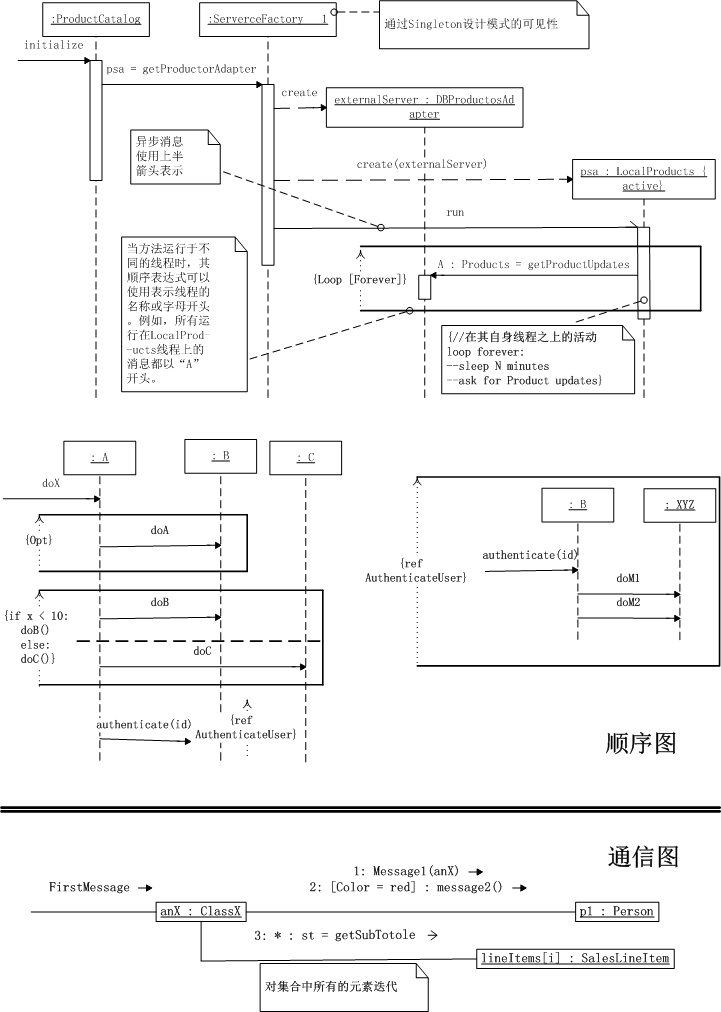 :ProductCatalog
:ServerceFactory 1
通过Singleton设计模式的可见性
initialize
psa = getProductorAdapter
create
externalServer : DBProductosAd
apter
异步消息
使用上半
箭头表示
create(externalServer)
psa : LocalProducts {
active}
run
当方法运行于不
同的线程时，其
顺序表达式可以
使用表示线程的
名称或字母开头
。例如，所有运
行在LocalProd-
-ucts线程上的
消息都以“A”
开头。
{Loop [Forever]}
A : Products = getProductUpdates
{//在其自身线程之上的活动
loop forever:
--sleep N minutes
--ask for Product updates}
: A
: B
: C
doX
{Opt}
doA
{if x < 10:
doB()
else:
doC()}
doB
doC
authenticate(id)
{ref
AuthenticateUser}
: B
: XYZ
{ref
AuthenticateUser}
authenticate(id)
doM1
doM2
顺序图
通信图
1: Message1(anX)
FirstMessage
2: [Color = red] : message2()
anX : ClassX
p1 : Person
3: * : st = getSubTotole
lineItems[i] : SalesLineItem
对集合中所有的元素迭代